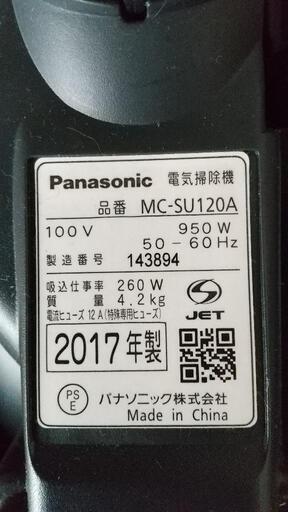 Panasonic 電気掃除機
品番 MC-SU120A
100V 950W
50-60Hz
製造番号 143894
吸込仕事率 260W
質量 4.2kg
電流ヒューズ 12A(特殊専用ヒューズ)
S JET
2017年製
PS
E
パナソニック株式会社
Made in China